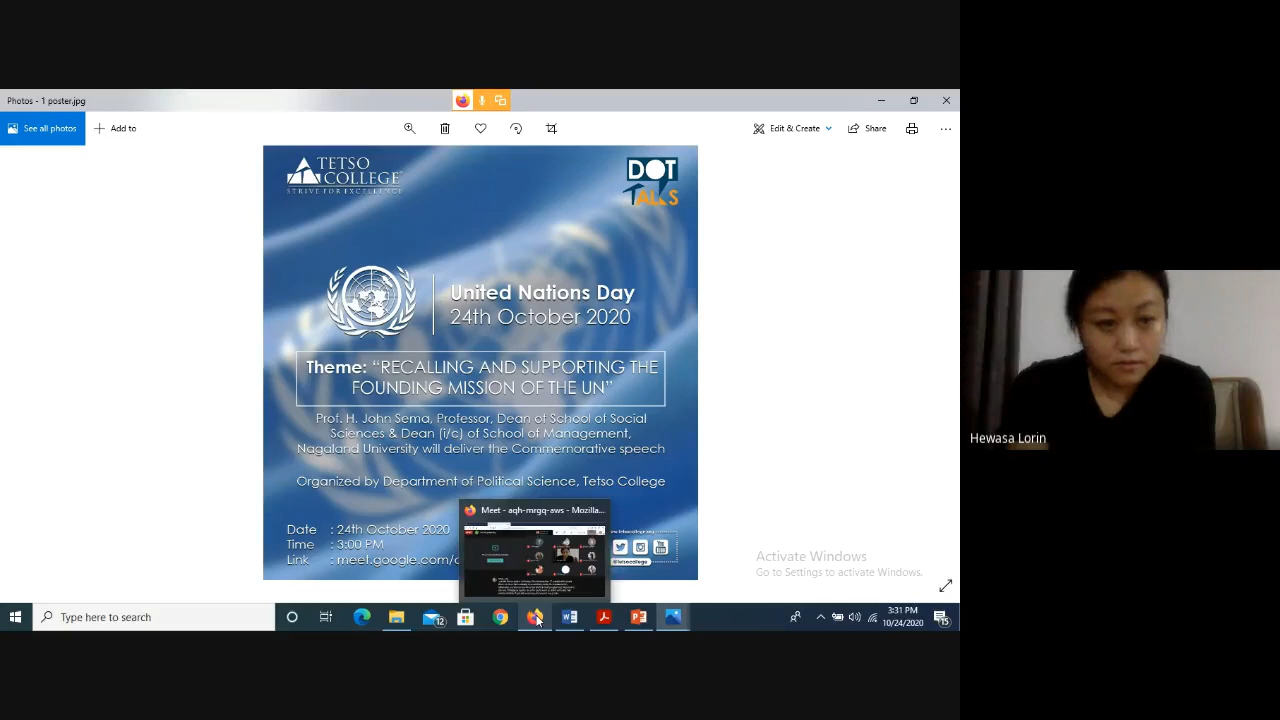 Photos - 1 poster.jpg
See all photos
Add to
Edit & Create
Share
TETSO
COLLEGE
STRIVE FOR EXCELLENCE
DOT
TALKS
United Nations Day
24th October 2020
Theme: “RECALLING AND SUPPORTING THE
FOUNDING MISSION OF THE UN”
Prof. H. John Sema, Professor, Dean of School of Social
Sciences & Dean (i/c) of School of Management,
Nagaland University will deliver the Commemorative speech
Organized by Department of Political Science, Tetso College
Date : 24th October 2020
Time : 3:00 PM
Link : meet.google.com/
Meet - aqh-mrgq-aws - Mozilla...
@tetsocollege
Activate Windows
Go to Settings to activate Windows.
Type here to search
12
3:31 PM
10/24/2020
15
Hewasa Lorin